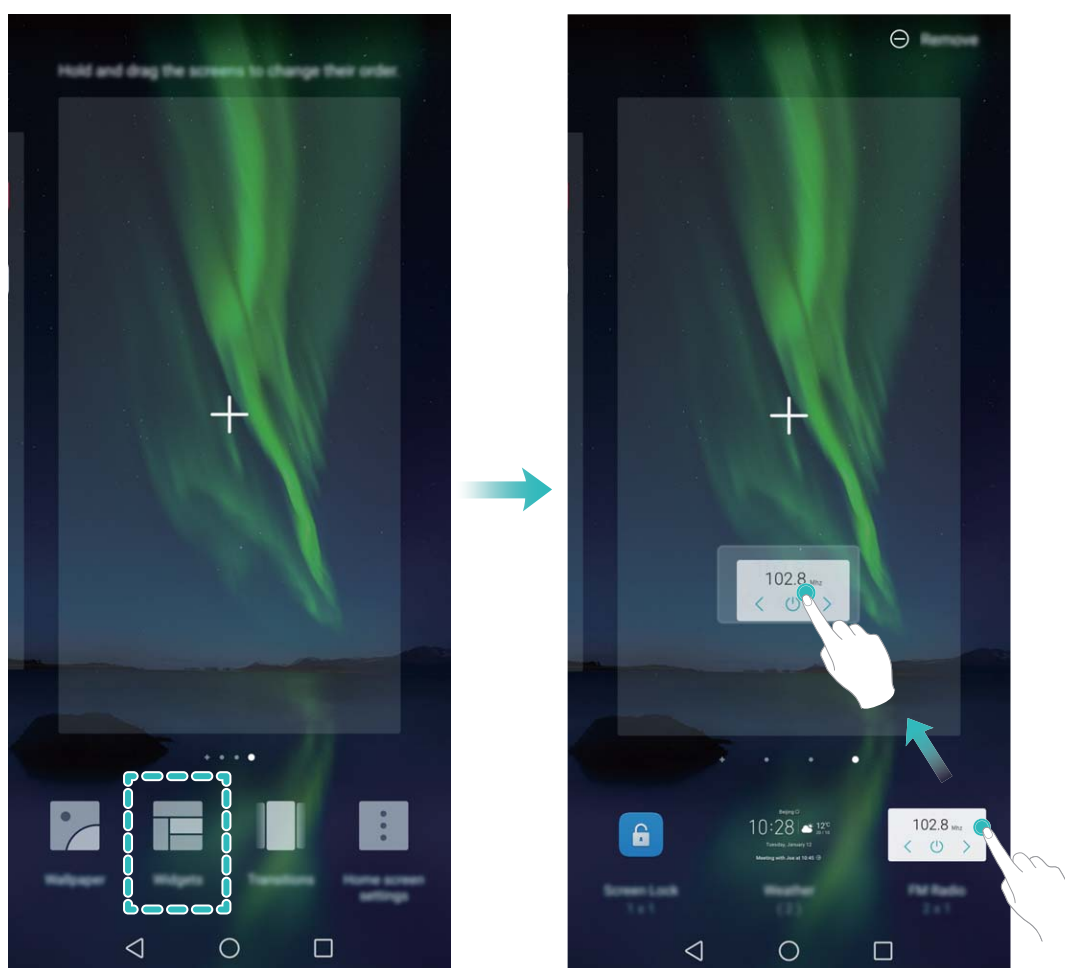 Hold and drag the screens to change their order.
Wallpaper
Widgets
Transitions
Home screen
settings
Remove
102.8 MHz
Beijing
10:28 12°C
Tuesday, January 12
Meeting with Joe at 10:45
102.8 MHz
Screen Lock
1 x 1
Weather
( 2 )
FM Radio
2 x 1